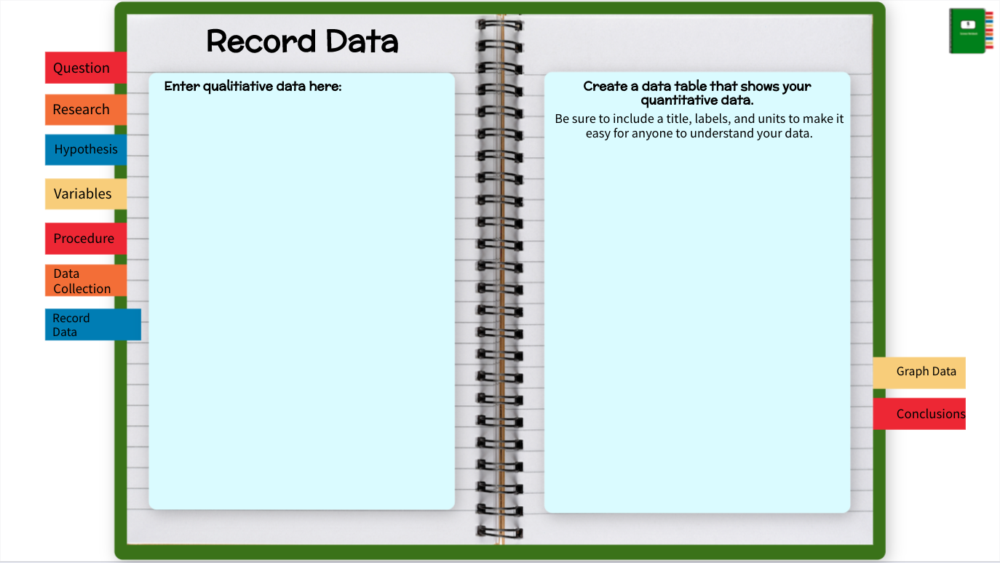 Record Data
Question
Research
Hypothesis
Variables
Procedure
Data
Collection
Record
Data
Enter qualitiative data here:
Create a data table that shows your
quantitative data.
Be sure to include a title, labels, and units to make it
easy for anyone to understand your data.
Graph Data
Conclusions